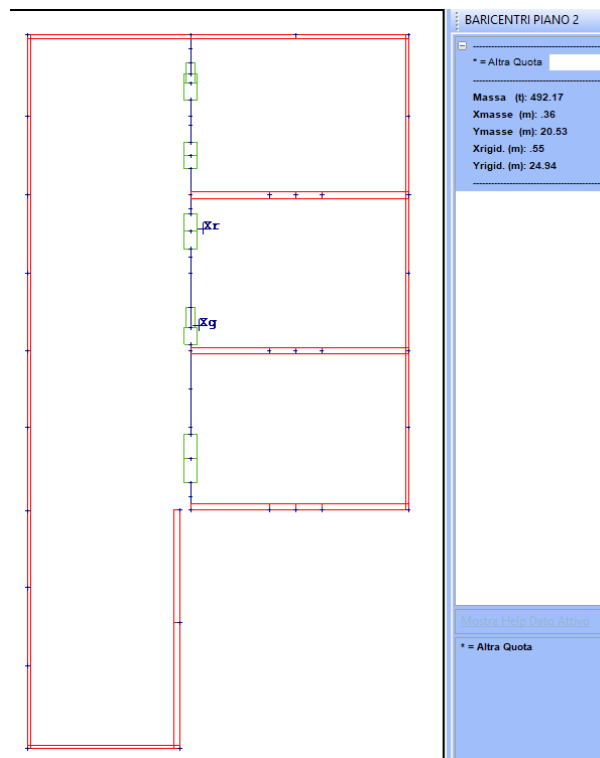 BARICENTRI PIANO 2
* = Altra Quota
Massa (t): 492.17
Xmasse (m): .36
Ymasse (m): 20.53
Xrigid. (m): .55
Yrigid. (m): 24.94
Xr
Xg
Mostra Help Dato Attivo
* = Altra Quota